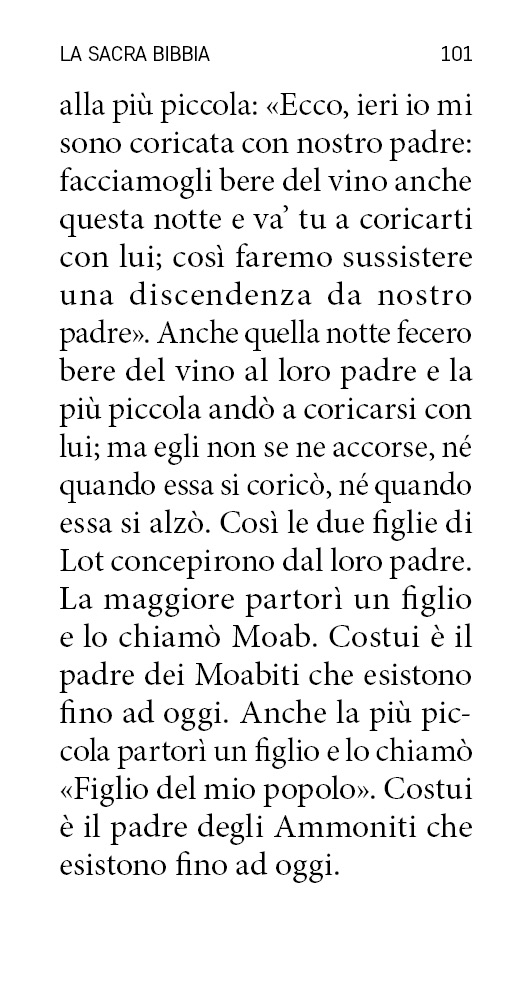 LA SACRA BIBBIA 101
alla più piccola: «Ecco, ieri io mi
sono coricata con nostro padre:
facciamogli bere del vino anche
questa notte e va’ tu a coricarti
con lui; così faremo sussistere
una discendenza da nostro
padre». Anche quella notte fecero
bere del vino al loro padre e la
più piccola andò a coricarsi con
lui; ma egli non se ne accorse, né
quando essa si coricò, né quando
essa si alzò. Così le due figlie di
Lot concepirono dal loro padre.
La maggiore partorì un figlio
e lo chiamò Moab. Costui è il
padre dei Moabiti che esistono
fino ad oggi. Anche la più pic-
cola partorì un figlio e lo chiamò
«Figlio del mio popolo». Costui
è il padre degli Ammoniti che
esistono fino ad oggi.